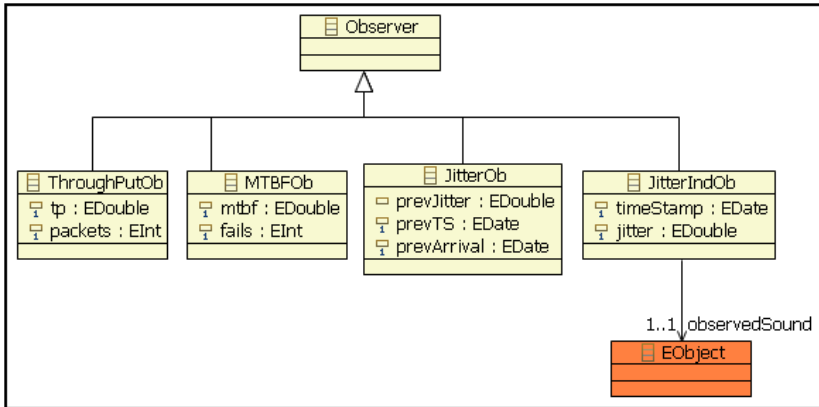 Observer
ThroughPutOb
tp : EDouble
packets : EInt
MTBFOb
mtbf : EDouble
fails : EInt
JitterOb
prevJitter : EDouble
prevTS : EDate
prevArrival : EDate
JitterIndOb
timeStamp : EDate
jitter : EDouble
1..1 observedSound
EObject